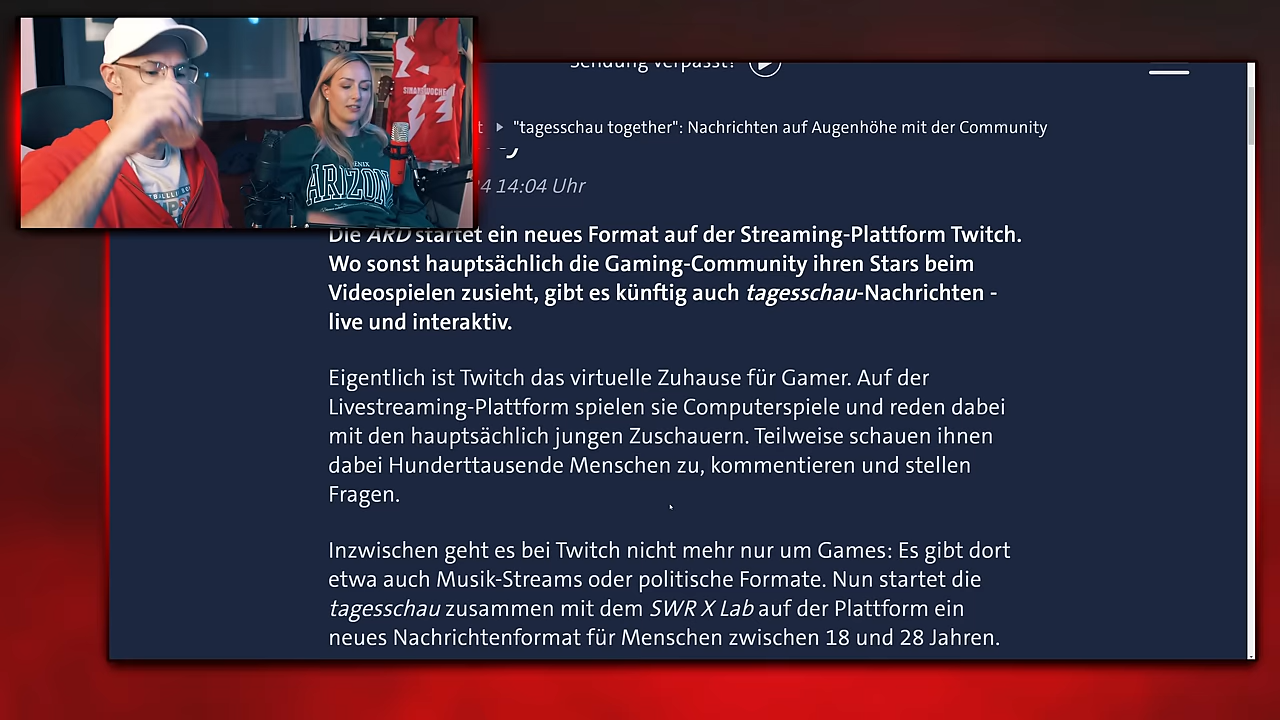 Sendung verpasst?
t ▸ "tagesschau together": Nachrichten auf Augenhöhe mit der Community
4 14:04 Uhr
Die ARD startet ein neues Format auf der Streaming-Plattform Twitch.
Wo sonst hauptsächlich die Gaming-Community ihren Stars beim
Videospielen zusieht, gibt es künftig auch tagesschau-Nachrichten -
live und interaktiv.
Eigentlich ist Twitch das virtuelle Zuhause für Gamer. Auf der
Livestreaming-Plattform spielen sie Computerspiele und reden dabei
mit den hauptsächlich jungen Zuschauern. Teilweise schauen ihnen
dabei Hunderttausende Menschen zu, kommentieren und stellen
Fragen.
Inzwischen geht es bei Twitch nicht mehr nur um Games: Es gibt dort
etwa auch Musik-Streams oder politische Formate. Nun startet die
tagesschau zusammen mit dem SWR X Lab auf der Plattform ein
neues Nachrichtenformat für Menschen zwischen 18 und 28 Jahren.
ARIZON